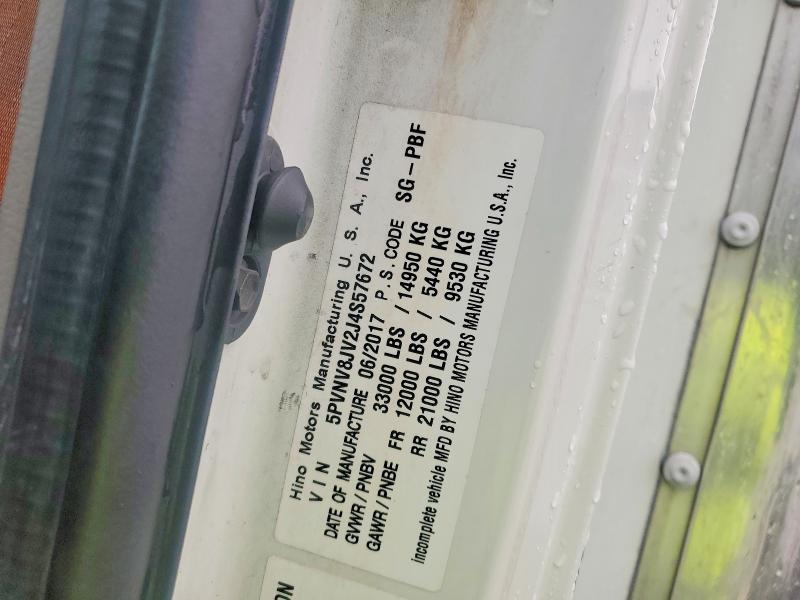 Hino Motors Manufacturing U. S. A., Inc.
VIN 5PVNV8JV2J4S57672
DATE OF MANUFACTURE 06/2017 P.S.CODE SG-PBF
GVWR/PNBV 33000 LBS / 14950 KG
GAWR/PNBE FR 12000 LBS / 5440 KG
RR 21000 LBS / 9530 KG
incomplete vehicle MFD BY HINO MOTORS MANUFACTURING U.S.A., Inc.
ON